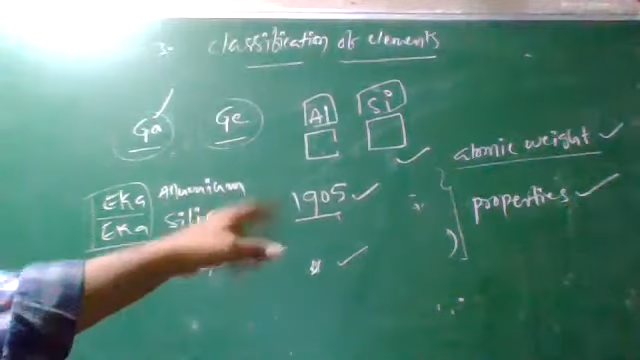 3. classification of elements
Ga Ge Al Si
atomic weight
Eka Aluminium 1905
properties
Eka